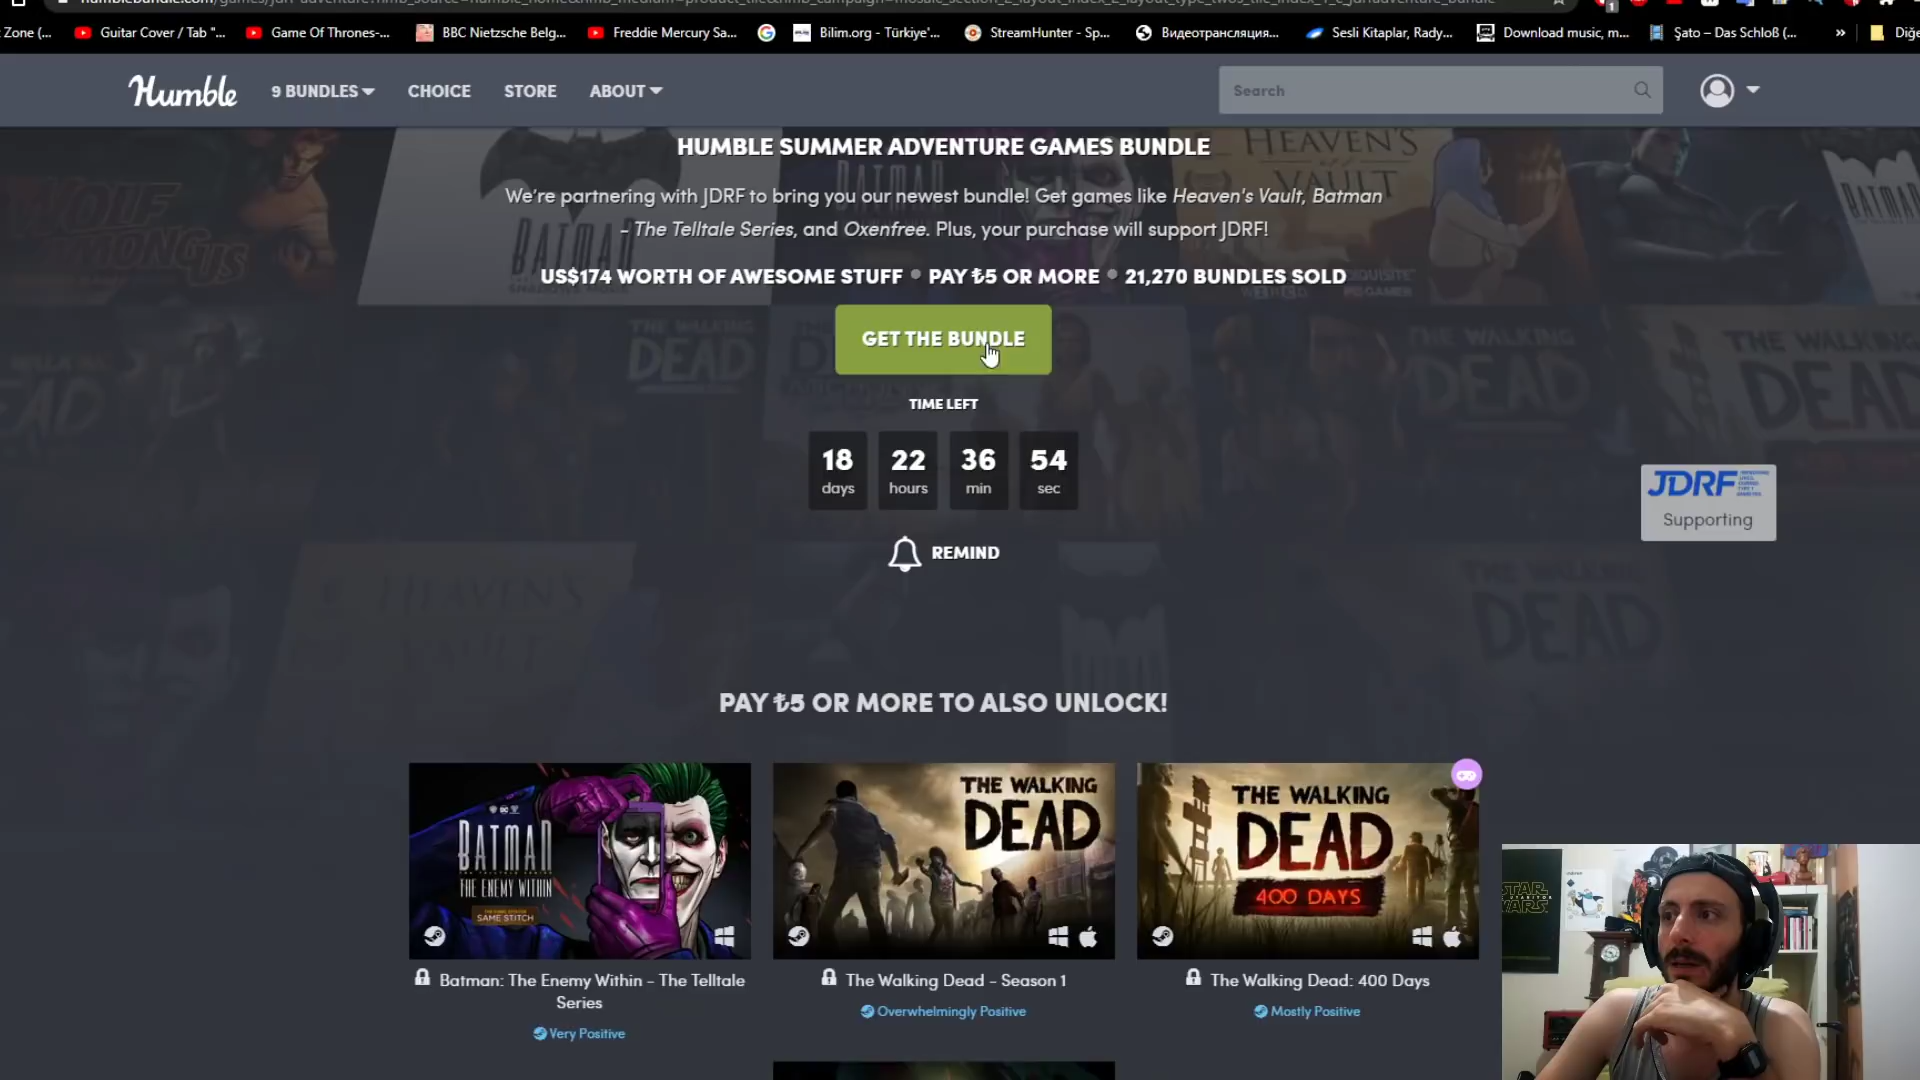 Zone (...
Guitar Cover / Tab "...
Game Of Thrones-...
BBC Nietzsche Belg...
Freddie Mercury Sa...
Bilim.org - Türkiye'...
StreamHunter - Sp...
Видеотрансляция...
Sesli Kitaplar, Rady...
Download music, m...
Şato – Das Schloß (...
»
Diğe
Humble
9 BUNDLES
CHOICE
STORE
ABOUT
Search
HUMBLE SUMMER ADVENTURE GAMES BUNDLE
We're partnering with JDRF to bring you our newest bundle! Get games like Heaven's Vault, Batman
– The Telltale Series, and Oxenfree. Plus, your purchase will support JDRF!
US$174 WORTH OF AWESOME STUFF • PAY ₺5 OR MORE • 21,270 BUNDLES SOLD
GET THE BUNDLE
TIME LEFT
18 22 36 54
days hours min sec
REMIND
JDRF
Supporting
PAY ₺5 OR MORE TO ALSO UNLOCK!
BATMAN
THE ENEMY WITHIN
SAME STITCH
THE WALKING
DEAD
THE WALKING
DEAD
400 DAYS
Batman: The Enemy Within – The Telltale
Series
Very Positive
The Walking Dead – Season 1
Overwhelmingly Positive
The Walking Dead: 400 Days
Mostly Positive
STAR
WARS